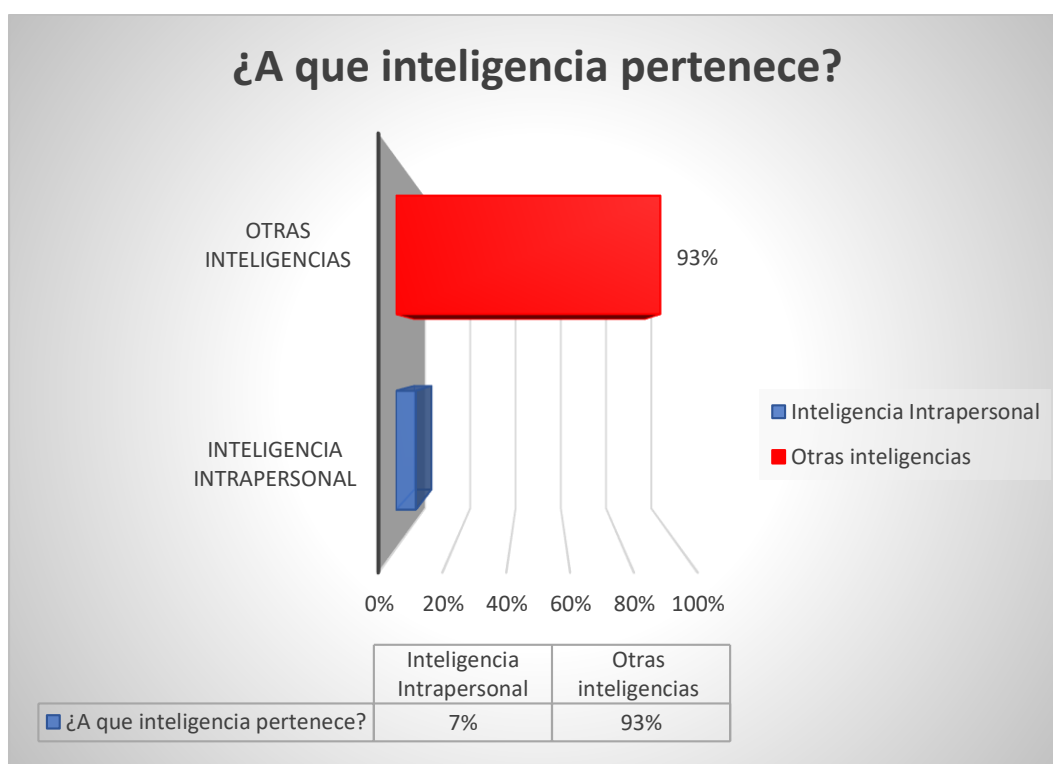 ¿A que inteligencia pertenece?
OTRAS
INTELIGENCIAS
93%
INTELIGENCIA
INTRAPERSONAL
Inteligencia Intrapersonal
Otras inteligencias
0% 20% 40% 60% 80% 100%
Inteligencia Intrapersonal Otras inteligencias
¿A que inteligencia pertenece? 7% 93%